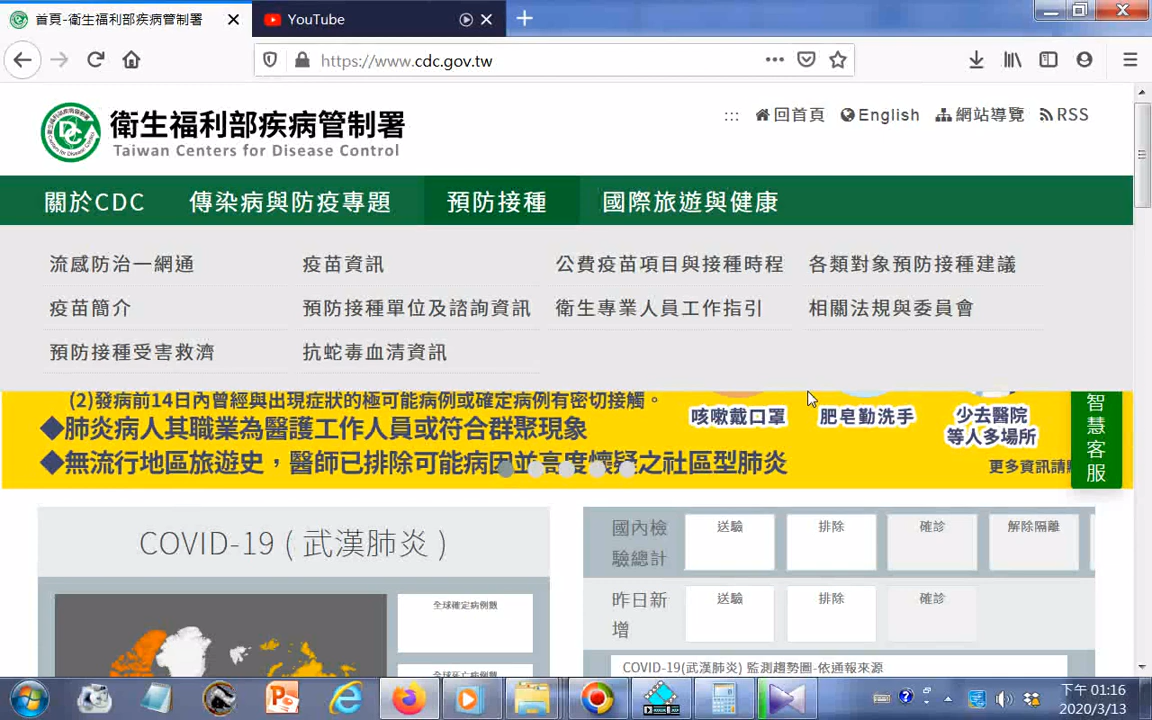 首頁-衛生福利部疾病管制署
YouTube
https://www.cdc.gov.tw
衛生福利部疾病管制署
Taiwan Centers for Disease Control
::: 回首頁 English 網站導覽 RSS
關於CDC 傳染病與防疫專題 預防接種 國際旅遊與健康
流感防治一網通 疫苗資訊 公費疫苗項目與接種時程 各類對象預防接種建議
疫苗簡介 預防接種單位及諮詢資訊 衛生專業人員工作指引 相關法規與委員會
預防接種受害救濟 抗蛇毒血清資訊
(2)發病前14日內曾經與出現症狀的極可能病例或確定病例有密切接觸。
◆肺炎病人其職業為醫護工作人員或符合群聚現象
◆無流行地區旅遊史，醫師已排除可能病因並高度懷疑之社區型肺炎
咳嗽戴口罩 肥皂勤洗手 少去醫院
等人多場所
更多資訊請
智慧客服
COVID-19 ( 武漢肺炎 )
全球確定病例數
全球死亡病例數
國內檢驗總計 送驗 排除 確診 解除隔離
昨日新增 送驗 排除 確診
COVID-19(武漢肺炎) 監測趨勢圖-依通報來源
下午 01:16
2020/3/13